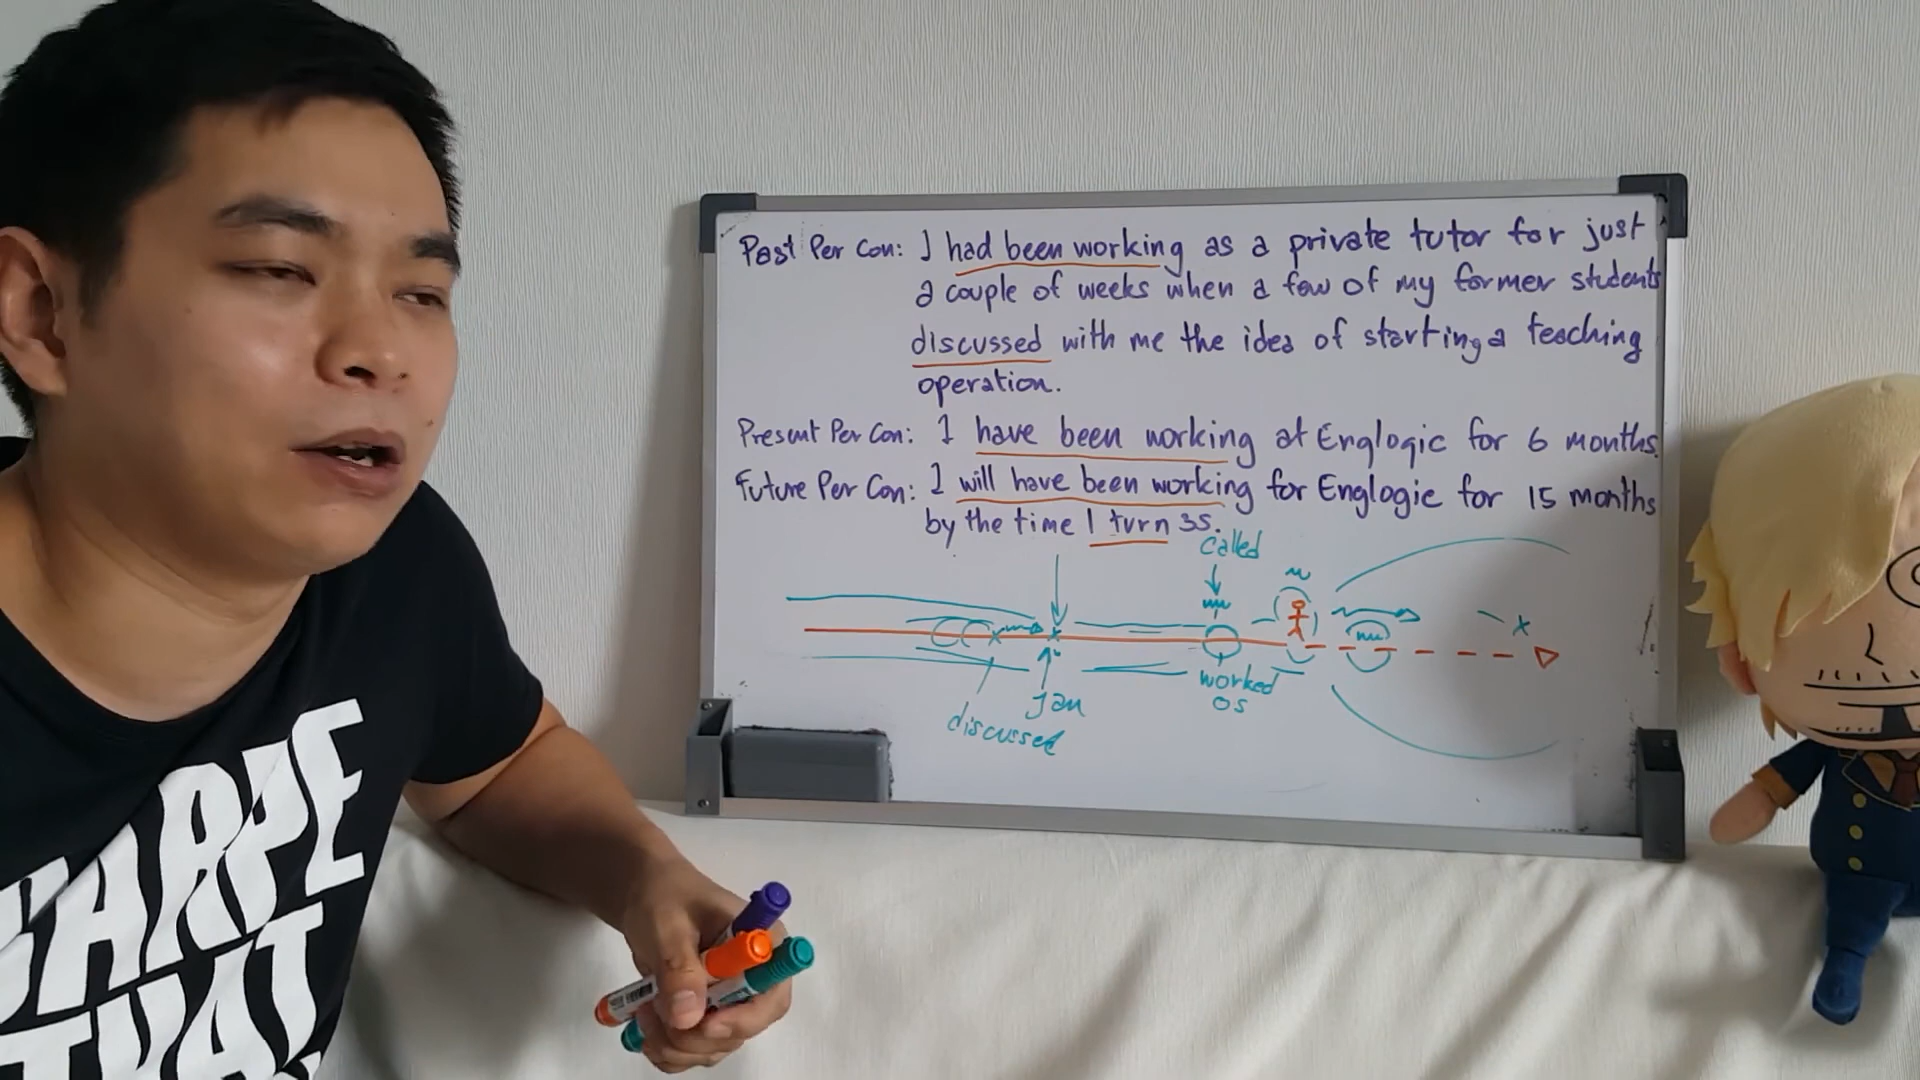 Past Per Con: I had been working as a private tutor for just
a couple of weeks when a few of my former students
discussed with me the idea of starting a teaching
operation.
Present Per Con: I have been working at Englogic for 6 months.
Future Per Con: I will have been working for Englogic for 15 months
by the time I turn 35.
called
worked
as
Jan
discussed
CARPE
THAT